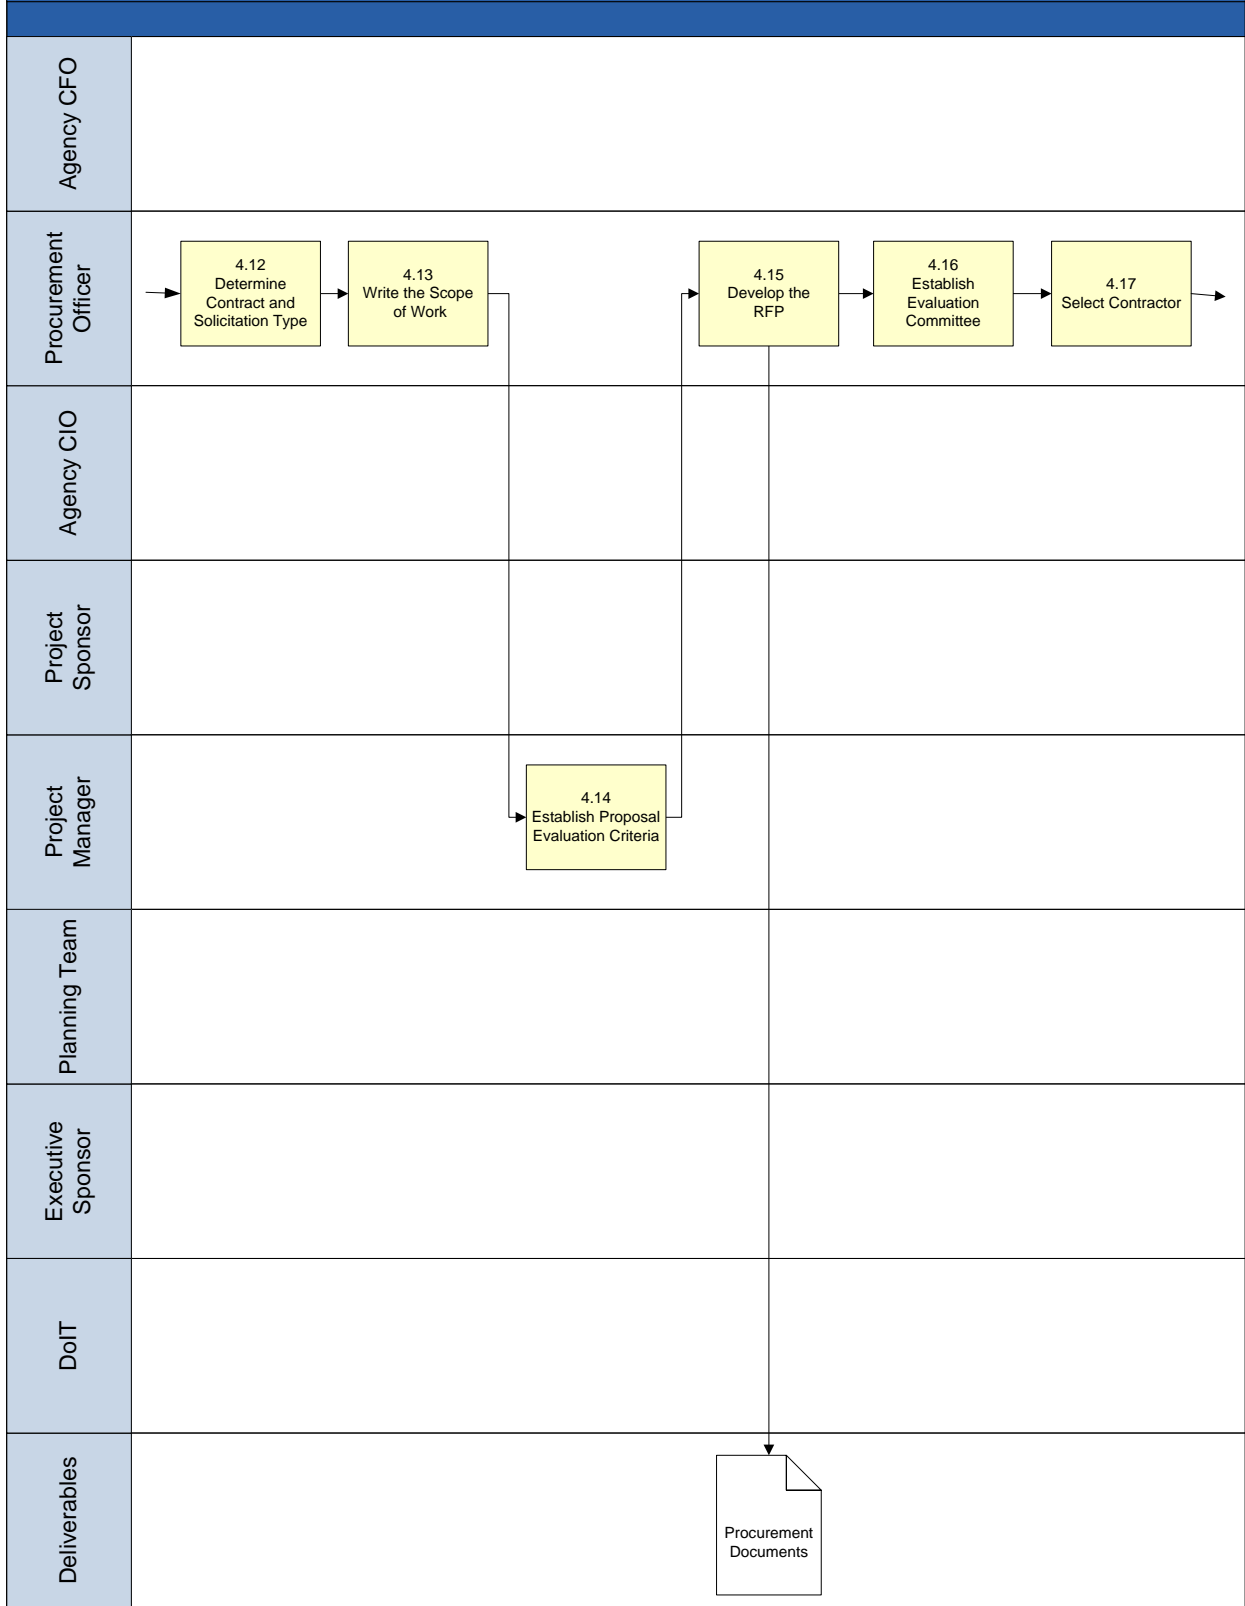 Agency CFO
Procurement
Officer
4.12
Determine
Contract and
Solicitation Type
4.13
Write the Scope
of Work
4.15
Develop the
RFP
4.16
Establish
Evaluation
Committee
4.17
Select Contractor
Agency CIO
Project
Sponsor
Project
Manager
4.14
Establish Proposal
Evaluation Criteria
Planning Team
Executive
Sponsor
DoIT
Deliverables
Procurement
Documents